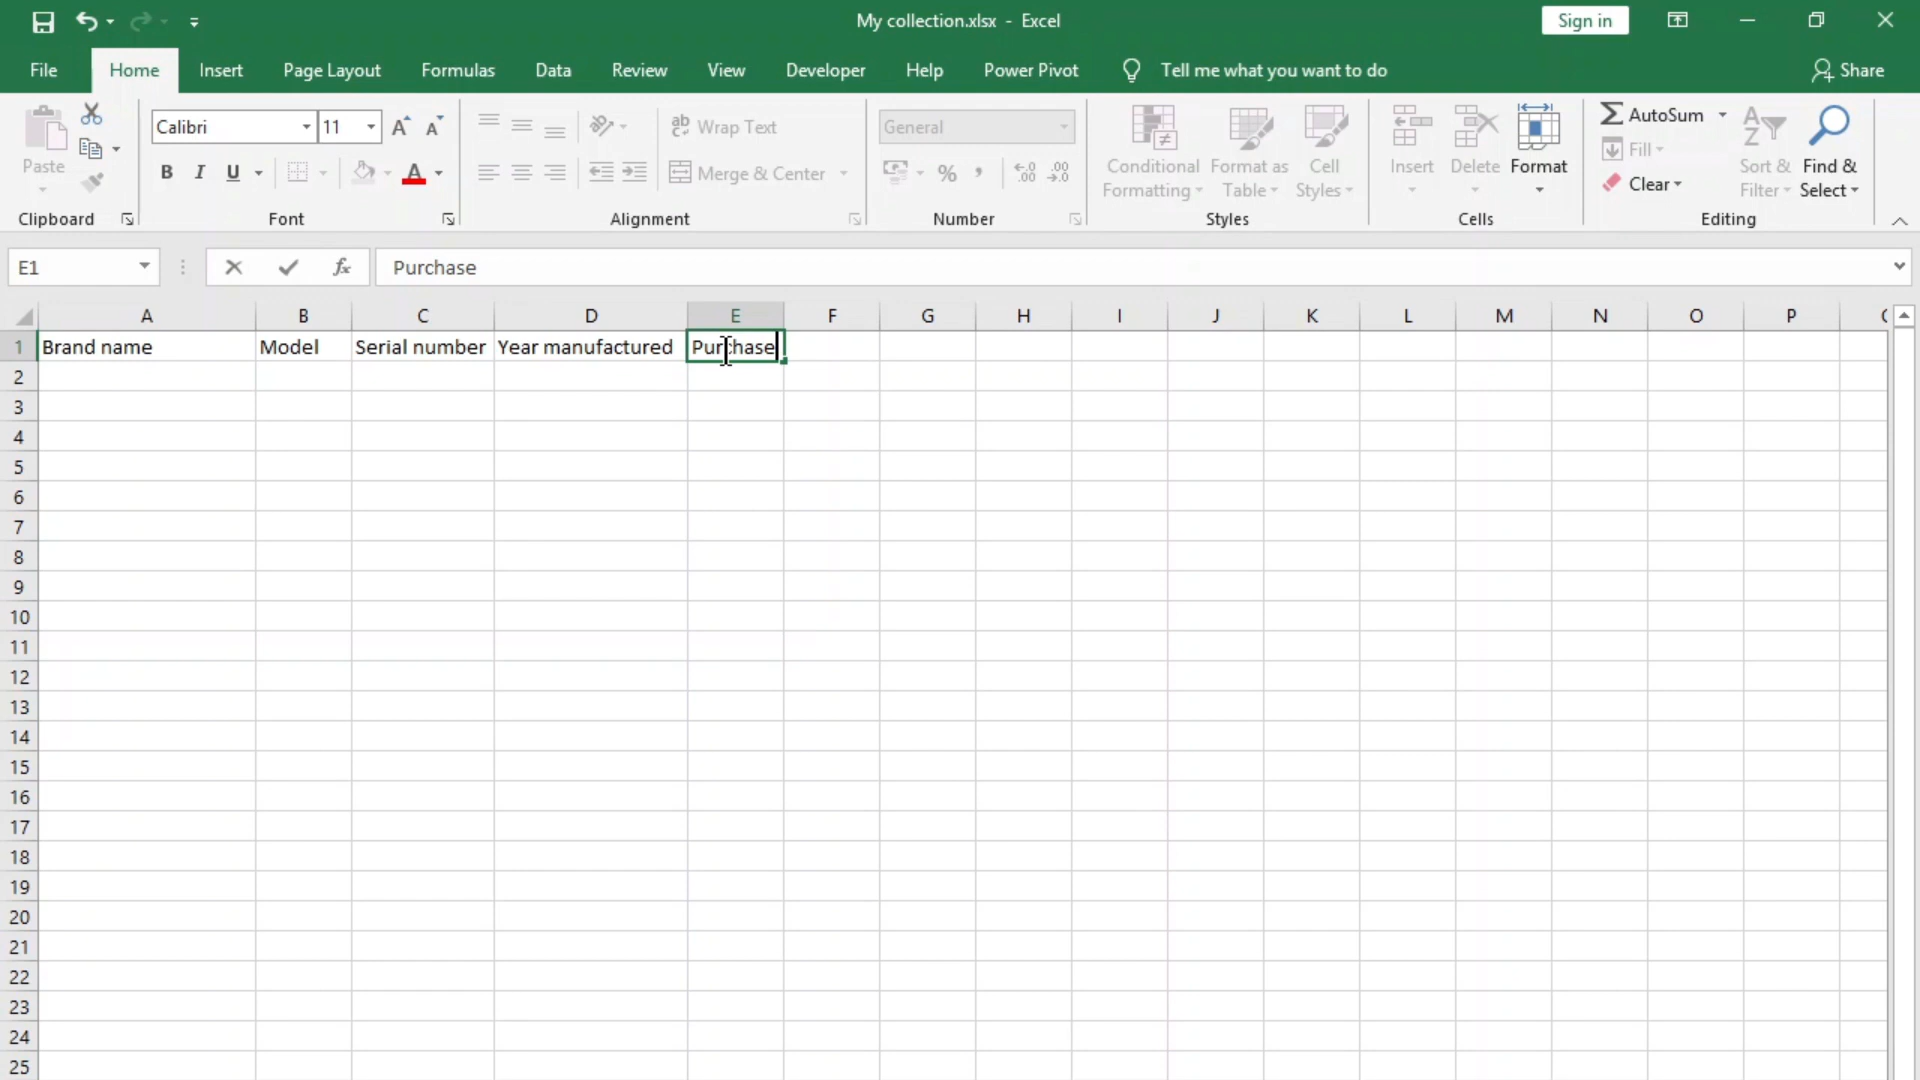 My collection.xlsx - Excel
Sign in
File Home Insert Page Layout Formulas Data Review View Developer Help Power Pivot Tell me what you want to do Share
Paste
Calibri 11 A A
B I U A
ab Wrap Text
Merge & Center
General
% , .00 .0
Conditional Formatting
Format as Table
Cell Styles
Insert Delete Format
AutoSum
Fill
Clear
Sort & Filter
Find & Select
Clipboard Font Alignment Number Styles Cells Editing
E1 fx Purchase
A B C D E F G H I J K L M N O P
1 Brand name Model Serial number Year manufactured Purchase
2
3
4
5
6
7
8
9
10
11
12
13
14
15
16
17
18
19
20
21
22
23
24
25